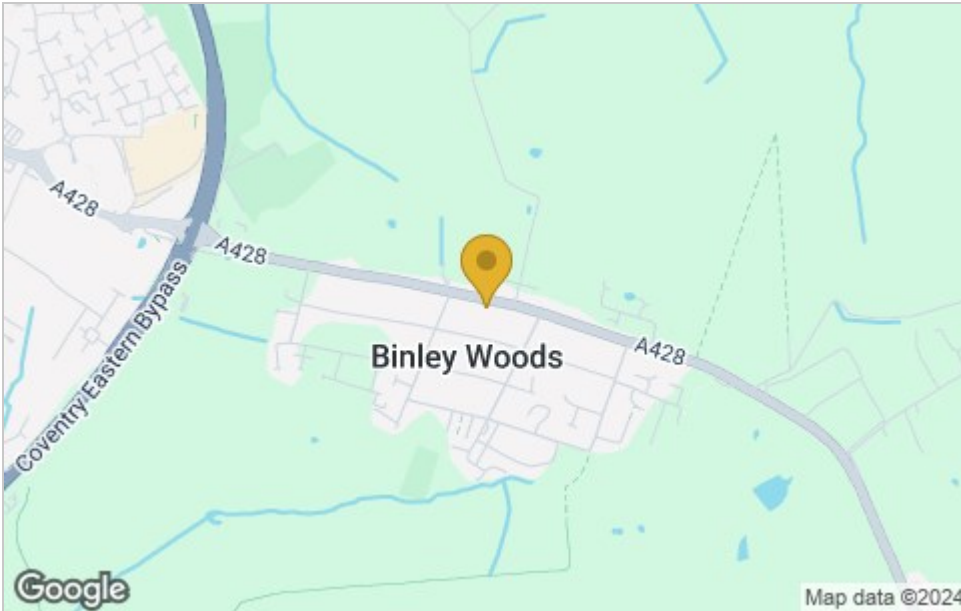 A428
A428
Coventry Eastern Bypass
Binley Woods
A428
Google
Map data ©2024